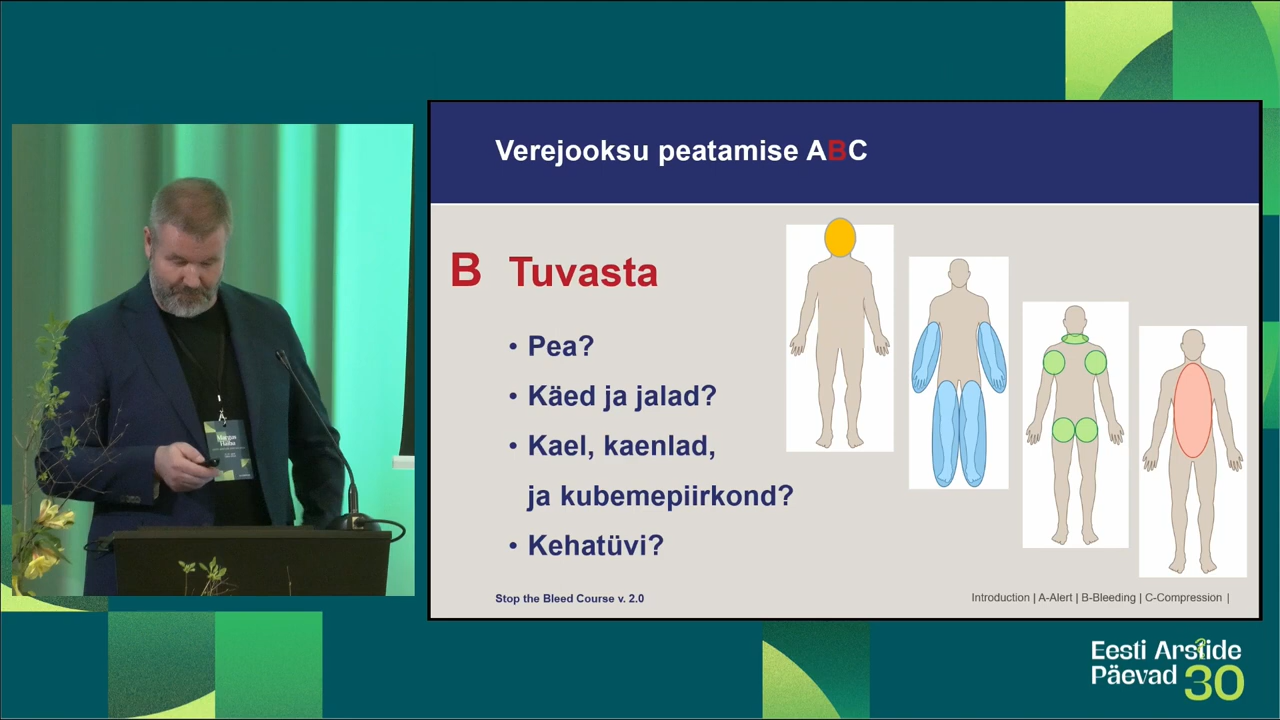 Verejooksu peatamise ABC
B Tuvasta
• Pea?
• Käed ja jalad?
• Kael, kaenlad,
ja kubemepiirkond?
• Kehatüvi?
Stop the Bleed Course v. 2.0
Introduction | A-Alert | B-Bleeding | C-Compression |
Margus
Eesti Arstide
Päevad 30